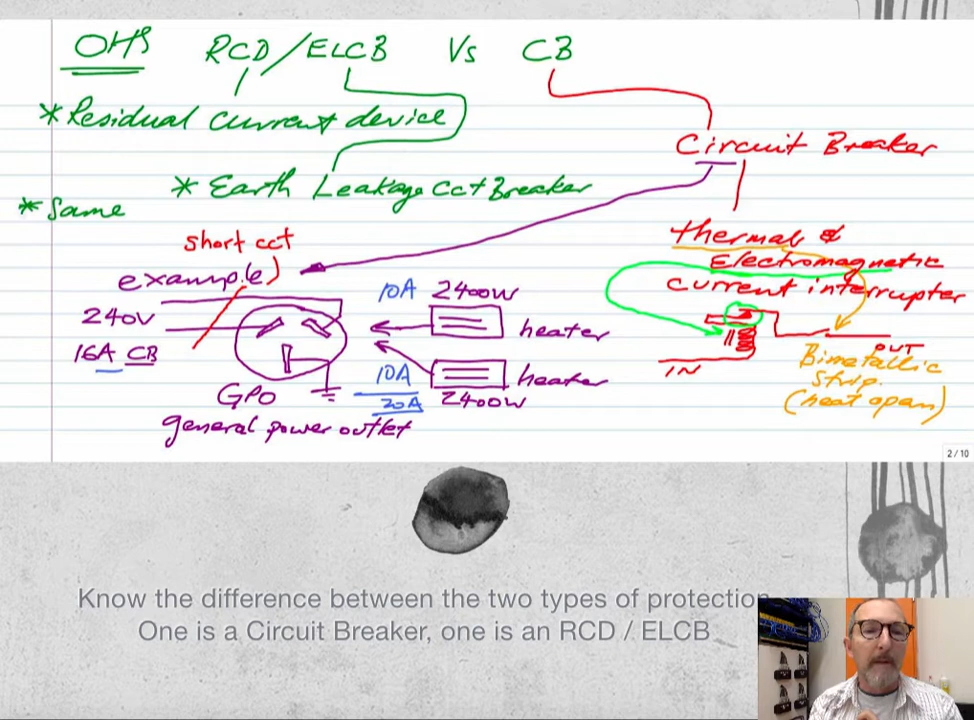 OHS RCD/ELCB Vs CB
* Residual current device
Circuit Breaker
* Earth Leakage cct Breaker
* Same
short cct
example)
thermal &
Electromagnetic
current interrupter
240V
16A CB
10A 2400W
heater
10A
heater
20A 2400W
GPO
general power outlet
IN
OUT
Bimetallic
strip.
(heat open)
2 / 10
Know the difference between the two types of protection
One is a Circuit Breaker, one is an RCD / ELCB